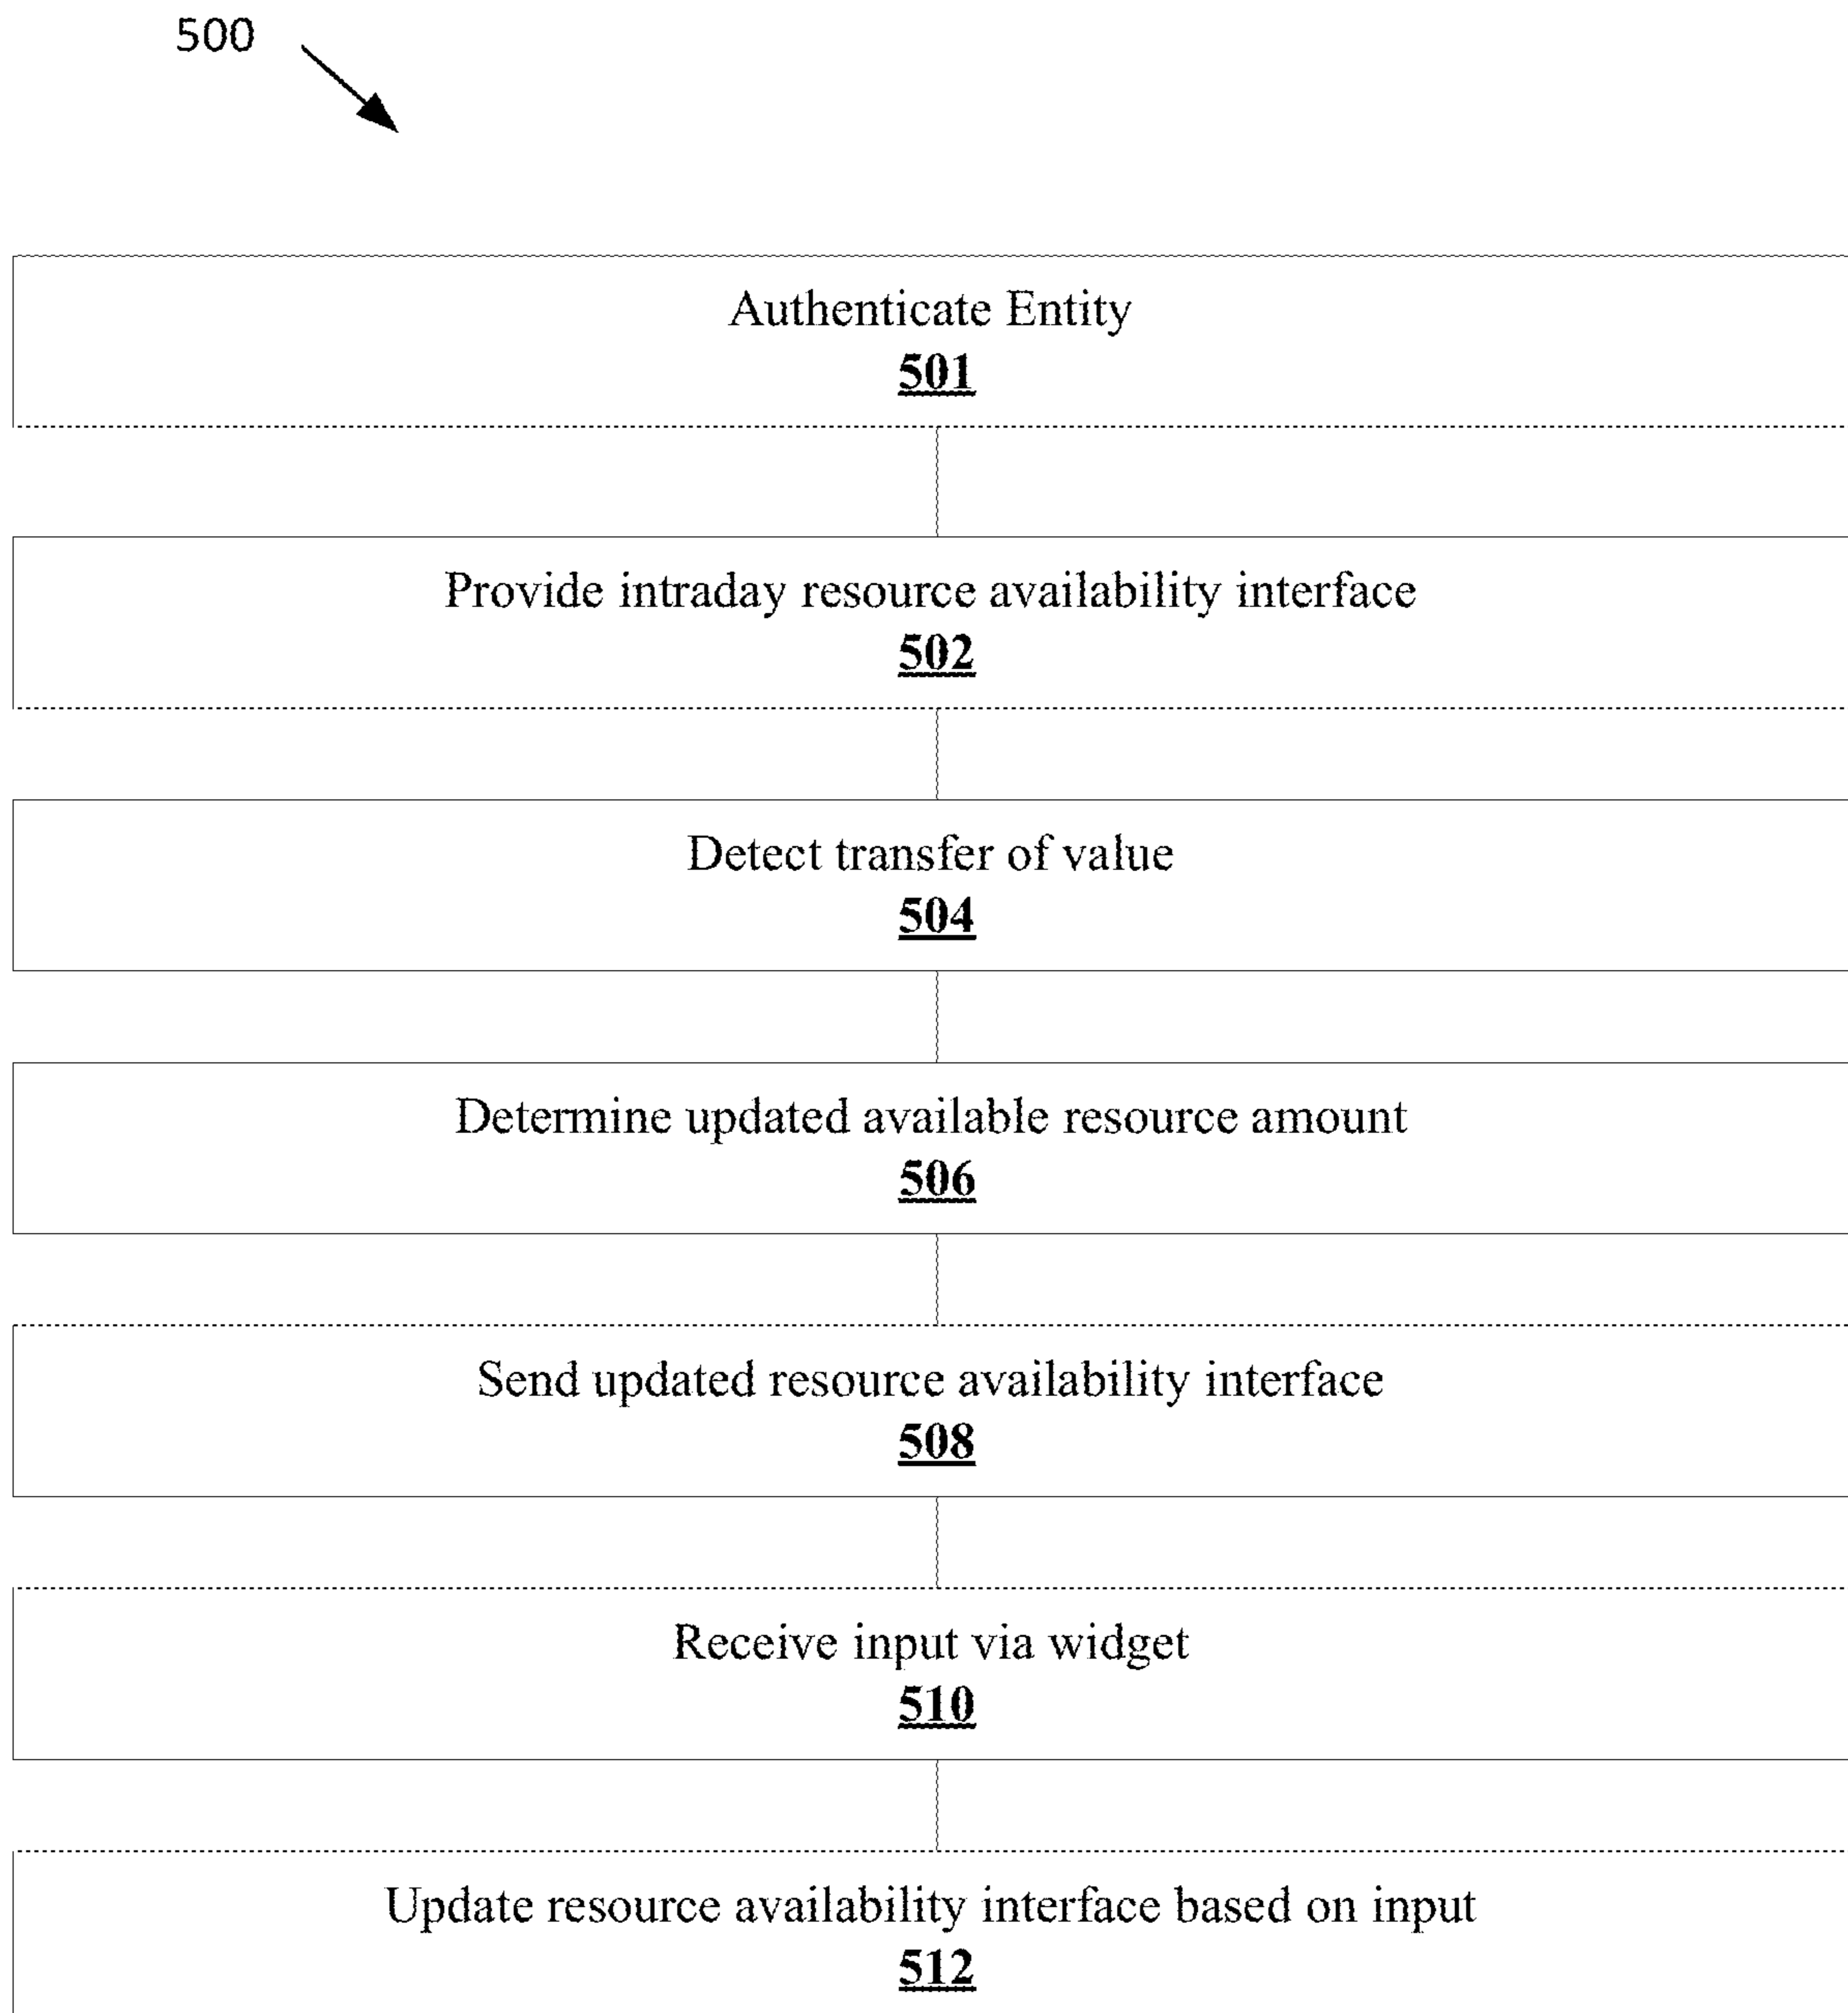 500
Authenticate Entity
501
Provide intraday resource availability interface
502
Detect transfer of value
504
Determine updated available resource amount
506
Send updated resource availability interface
508
Receive input via widget
510
Update resource availability interface based on input
512